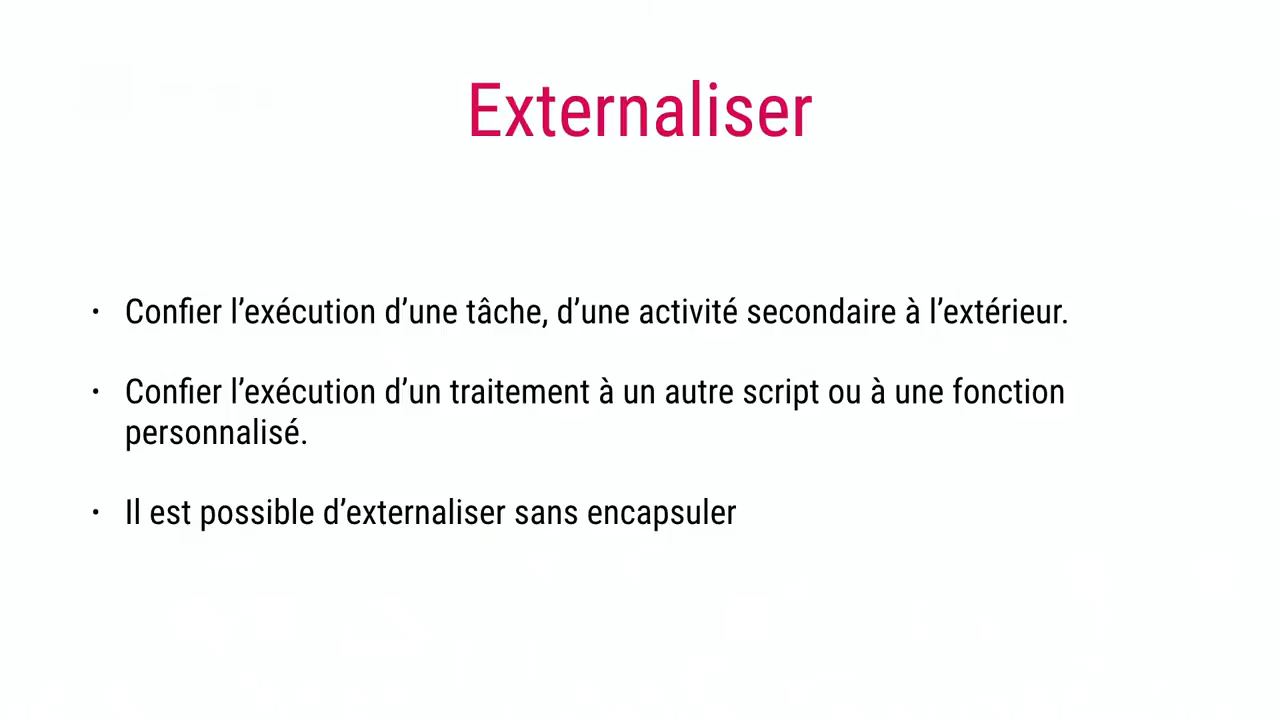 Externaliser
· Confier l’exécution d’une tâche, d’une activité secondaire à l’extérieur.
· Confier l’exécution d’un traitement à un autre script ou à une fonction
personnalisé.
· Il est possible d’externaliser sans encapsuler